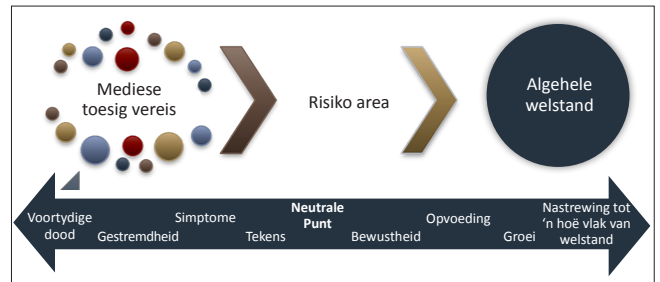 Mediese
toesig vereis
Risiko area
Algehele
welstand
Voortydige
dood
Gestremdheid
Simptome
Tekens
Neutrale
Punt
Bewustheid
Opvoeding
Groei
Nastrewing tot
‘n hoë vlak van
welstand